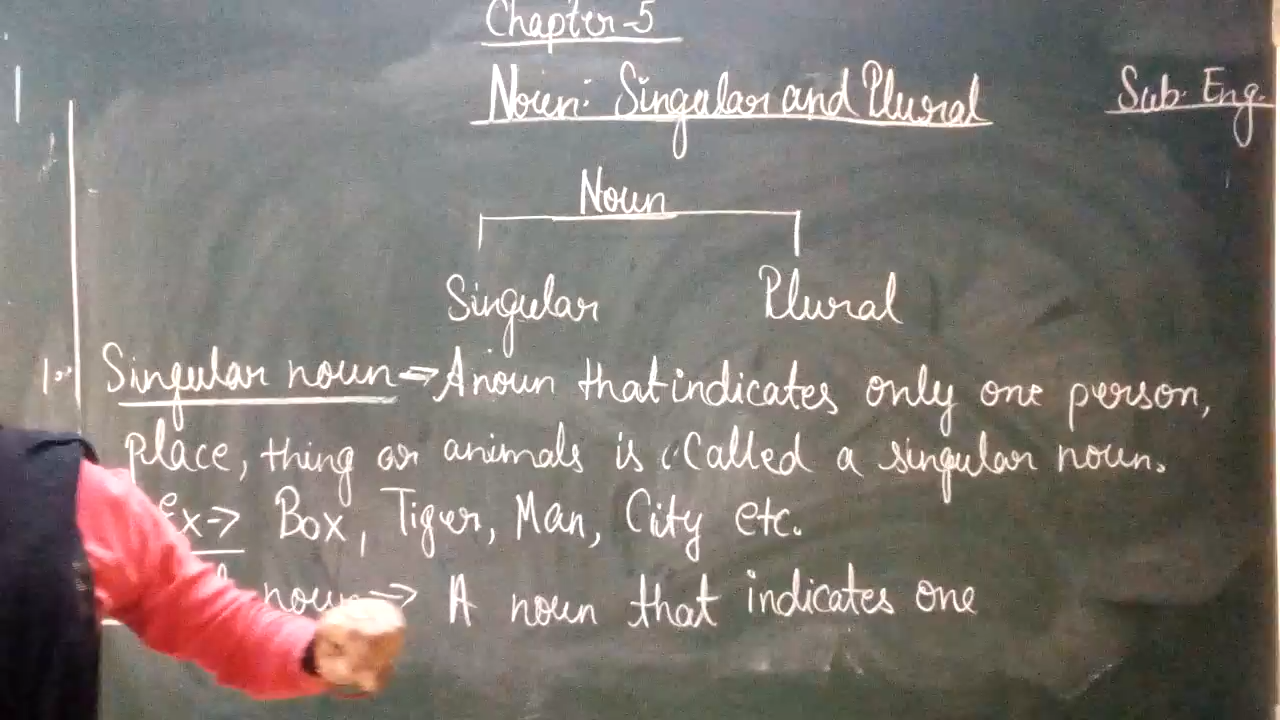 Chapter-5
Noun: Singular and Plural
Sub. Eng.
Noun
Singular Plural
1. Singular noun ⇒ A noun that indicates only one person,
place, thing or animals is called a singular noun.
Ex → Box, Tiger, Man, City etc.
noun ⇒ A noun that indicates one